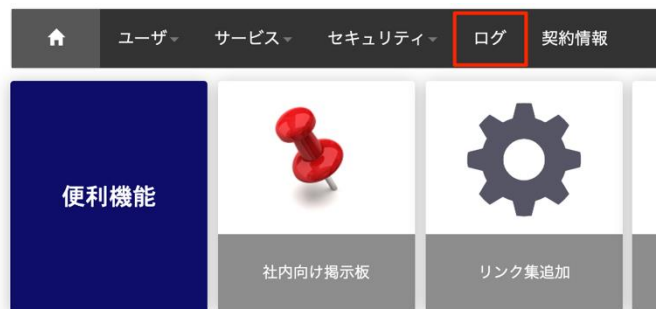 ユーザ サービス セキュリティ ログ 契約情報
便利機能
社内向け掲示板 リンク集追加